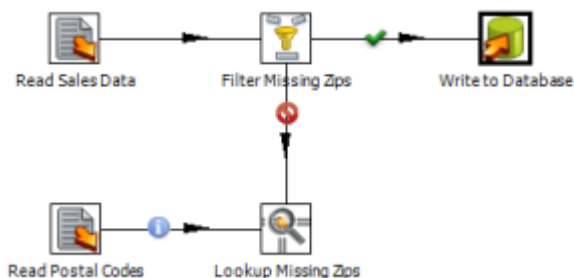 Read Sales Data
Filter Missing Zips
Write to Database
Read Postal Codes
Lookup Missing Zips